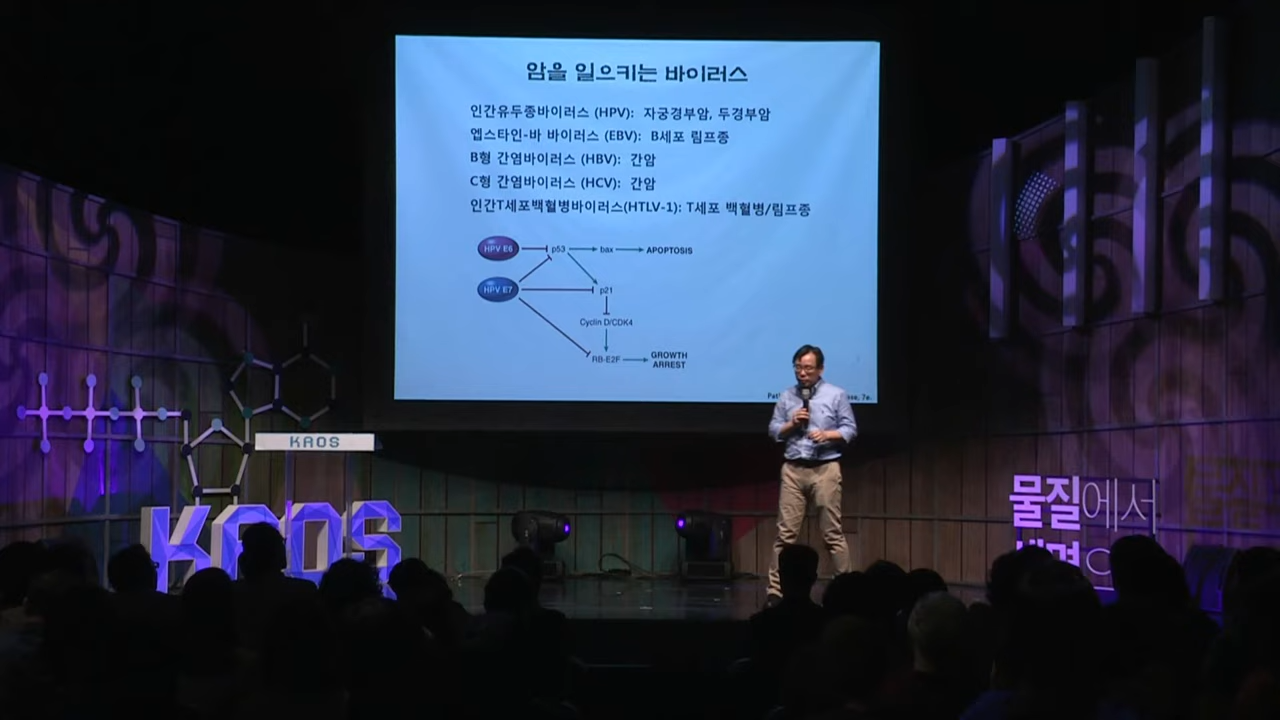 암을 일으키는 바이러스
인간유두종바이러스 (HPV): 자궁경부암, 두경부암
엡스타인-바 바이러스 (EBV): B세포 림프종
B형 간염바이러스 (HBV): 간암
C형 간염바이러스 (HCV): 간암
인간T세포백혈병바이러스(HTLV-1): T세포 백혈병/림프종
HPV E6 p53 bax APOPTOSIS
HPV E7 p21
Cyclin D/CDK4
RB-E2F GROWTH
ARREST
7e.
KAOS
KAOS
물질에서